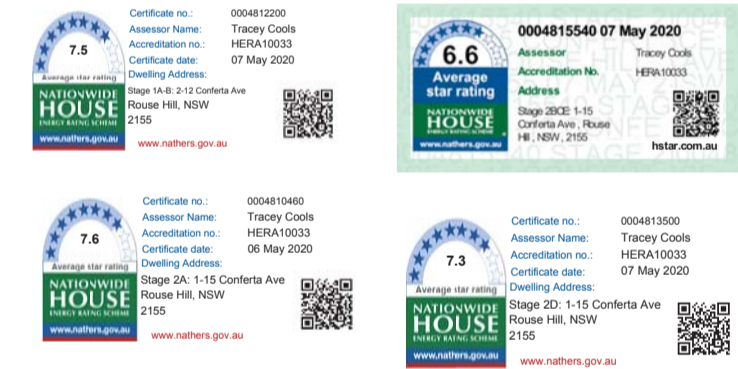 Certificate no.: 0004812200
Assessor Name: Tracey Cools
Accreditation no.: HERA10033
Certificate date: 07 May 2020
Dwelling Address:
Stage 1A-B: 2-12 Conferta Ave
Rouse Hill, NSW
2155
www.nathers.gov.au
7.5
Average star rating
NATIONWIDE
HOUSE
ENERGY RATING SCHEME
www.nathers.gov.au
0004815540 07 May 2020
Assessor Tracey Cools
Accreditation No. HERA10033
Address
Stage 2BCE: 1-15
Conferta Ave , Rouse
Hill , NSW, 2155
hstar.com.au
6.6
Average
star rating
NATIONWIDE
HOUSE
ENERGY RATING SCHEME
www.nathers.gov.au
Certificate no.: 0004810460
Assessor Name: Tracey Cools
Accreditation no.: HERA10033
Certificate date: 06 May 2020
Dwelling Address:
Stage 2A: 1-15 Conferta Ave
Rouse Hill, NSW
2155
www.nathers.gov.au
7.6
Average star rating
NATIONWIDE
HOUSE
ENERGY RATING SCHEME
www.nathers.gov.au
Certificate no.: 0004813500
Assessor Name: Tracey Cools
Accreditation no.: HERA10033
Certificate date: 07 May 2020
Dwelling Address:
Stage 2D: 1-15 Conferta Ave
Rouse Hill, NSW
2155
www.nathers.gov.au
7.3
Average star rating
NATIONWIDE
HOUSE
ENERGY RATING SCHEME
www.nathers.gov.au